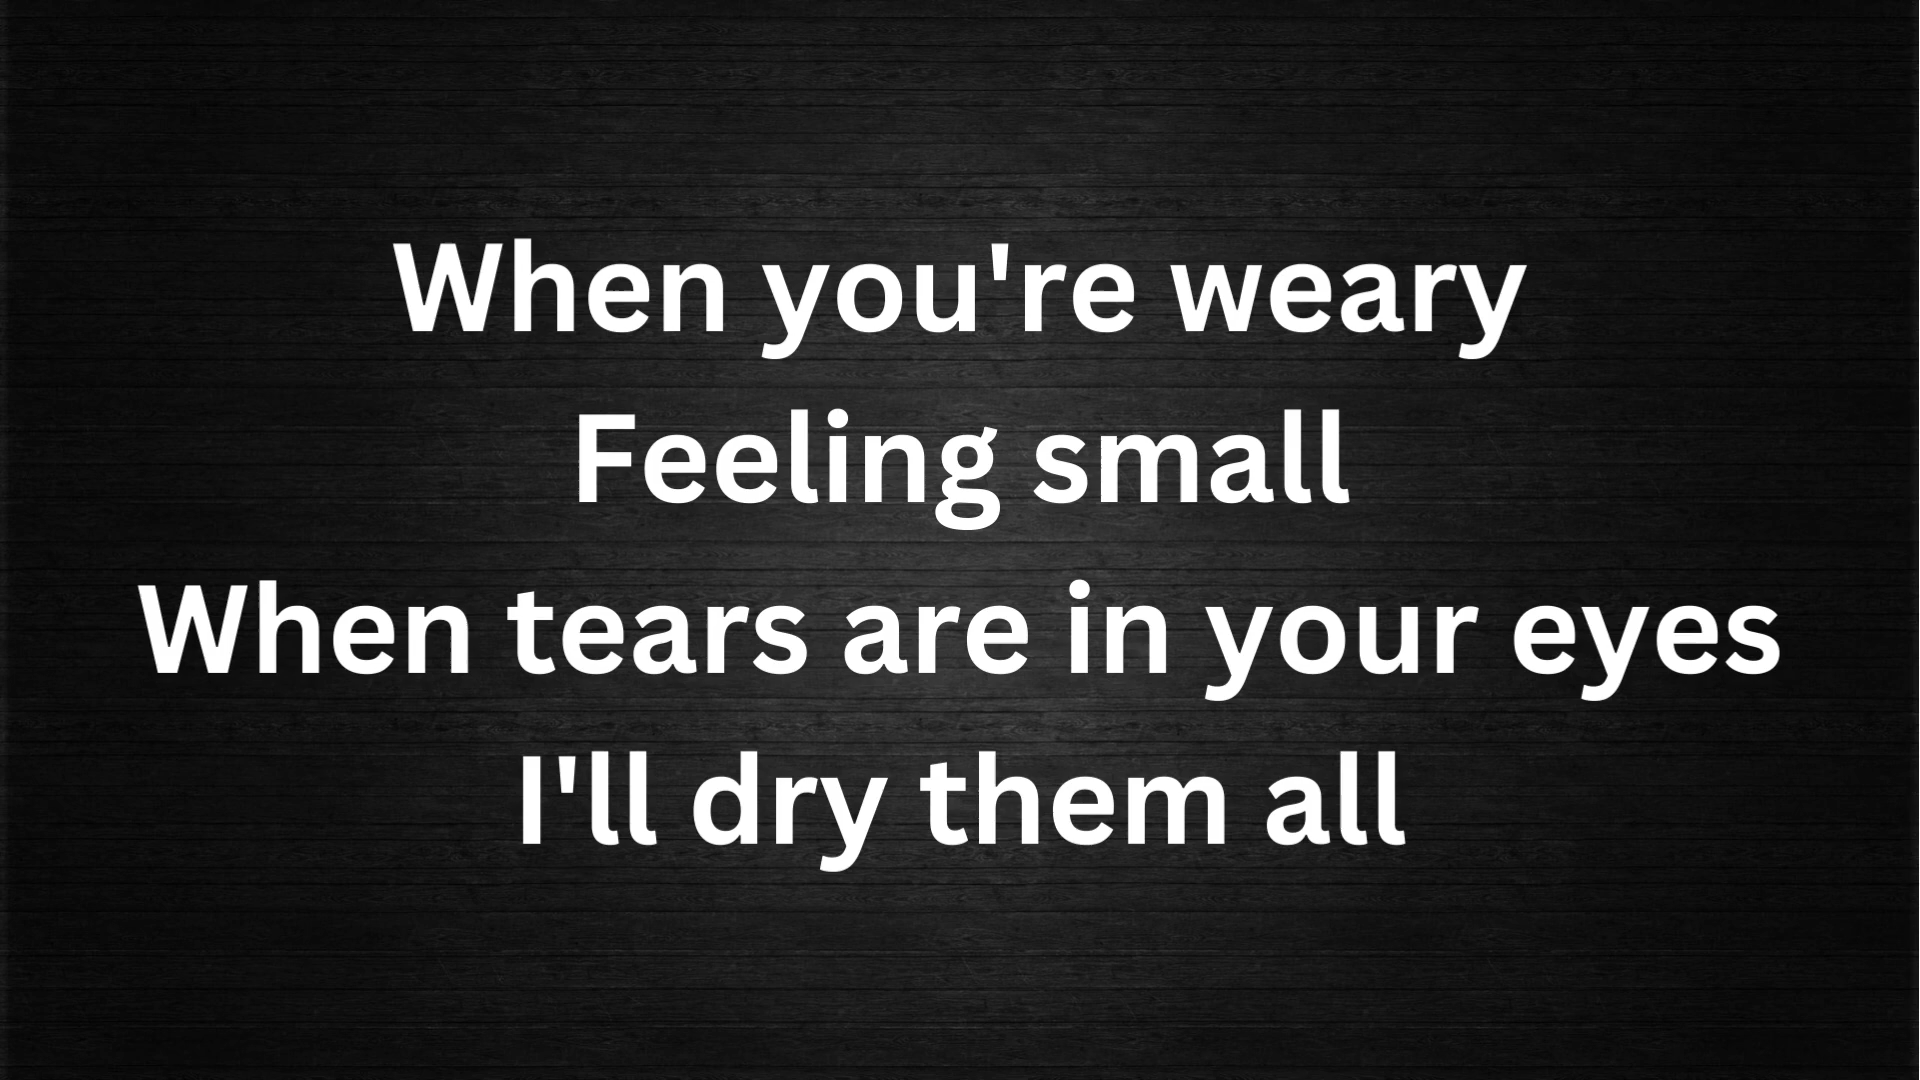 When you're weary
Feeling small
When tears are in your eyes
I'll dry them all